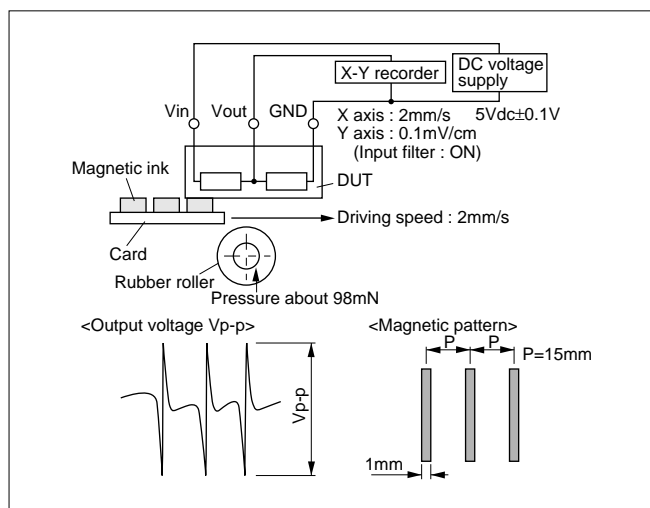 DC voltage
supply
X-Y recorder
Vin
Vout
GND
X axis : 2mm/s
5Vdc±0.1V
Y axis : 0.1mV/cm
(Input filter : ON)
Magnetic ink
DUT
Driving speed : 2mm/s
Card
Rubber roller
Pressure about 98mN
<Output voltage Vp-p>
<Magnetic pattern>
P
P
P=15mm
Vp-p
1mm